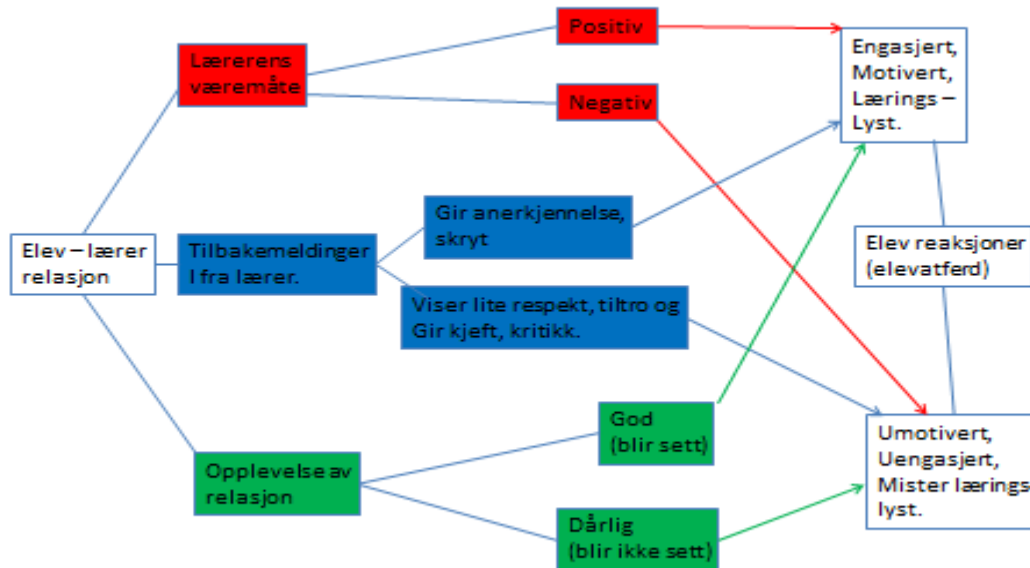 Elev – lærer
relasjon
Lærerens
væremåte
Positiv
Negativ
Tilbakemeldinger
I fra lærer.
Gir anerkjennelse,
skryt
Viser lite respekt, tiltro og
Gir kjeft, kritikk.
Opplevelse av
relasjon
God
(blir sett)
Dårlig
(blir ikke sett)
Engasjert,
Motivert,
Lærings –
Lyst.
Elev reaksjoner
(elevatferd)
Umotivert,
Uengasjert,
Mister lærings-
lyst.